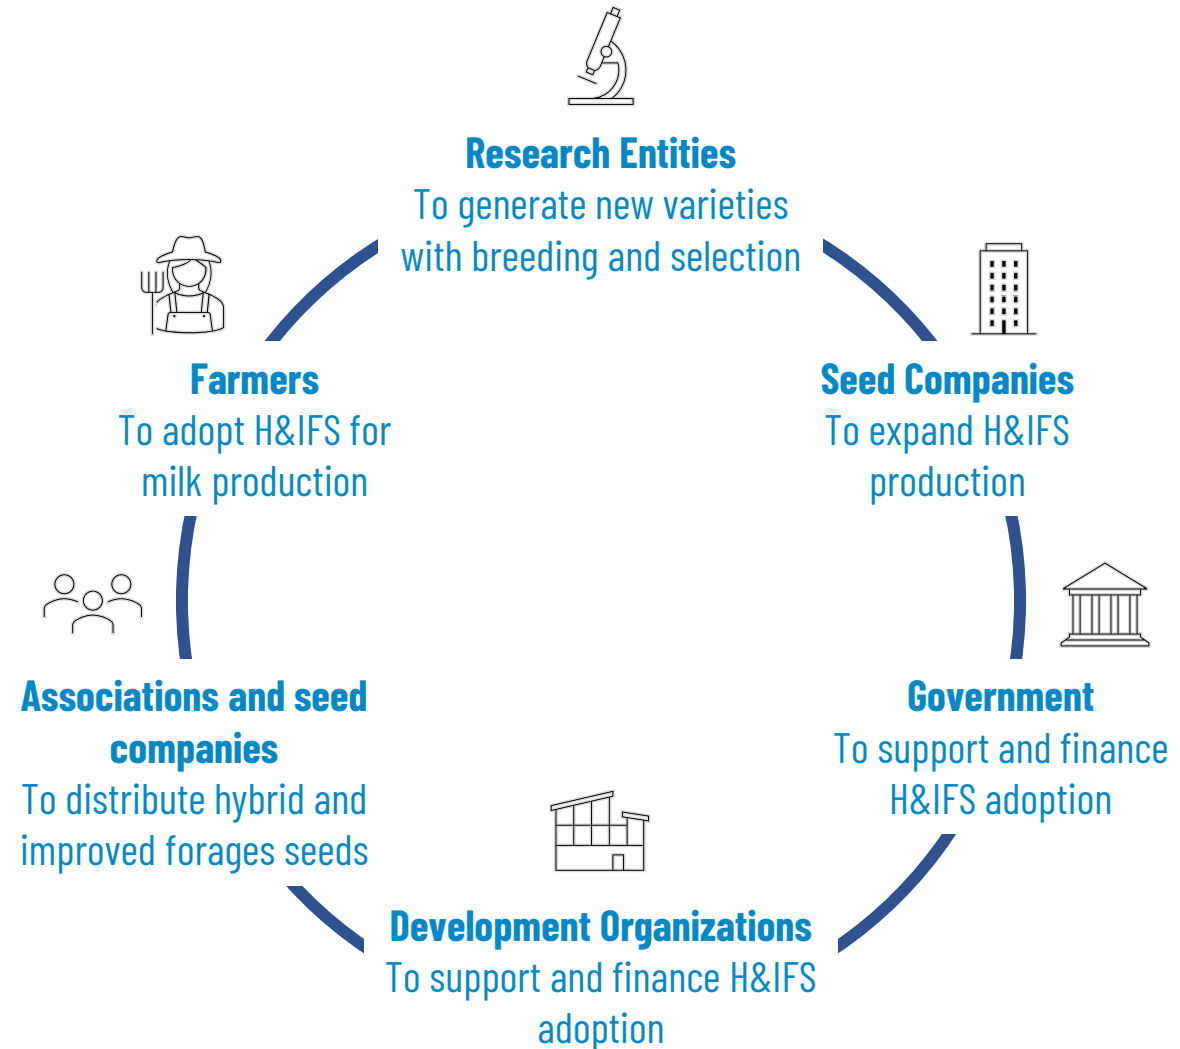 Research Entities
To generate new varieties
with breeding and selection
Farmers
To adopt H&IFS for
milk production
Seed Companies
To expand H&IFS
production
Associations and seed
companies
To distribute hybrid and
improved forages seeds
Government
To support and finance
H&IFS adoption
Development Organizations
To support and finance H&IFS
adoption